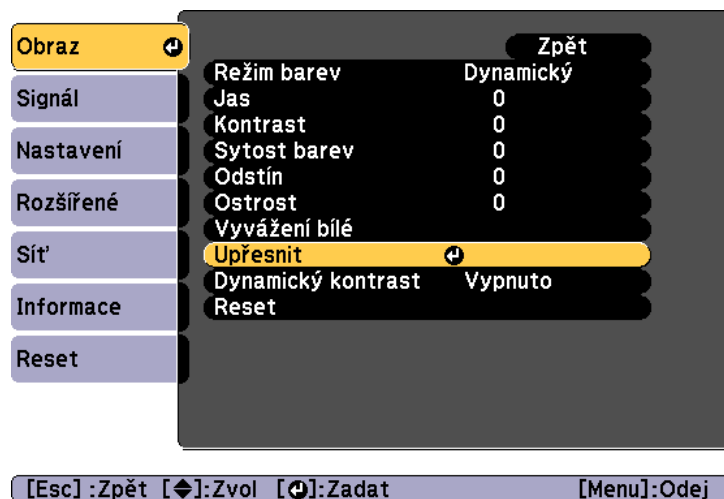 Obraz
Signál
Nastavení
Rozšířené
Síť
Informace
Reset
Zpět
Režim barev Dynamický
Jas 0
Kontrast 0
Sytost barev 0
Odstín 0
Ostrost 0
Vyvážení bílé
Upřesnit
Dynamický kontrast Vypnuto
Reset
[Esc] :Zpět [◆]:Zvol [↵]:Zadat [Menu]:Odej